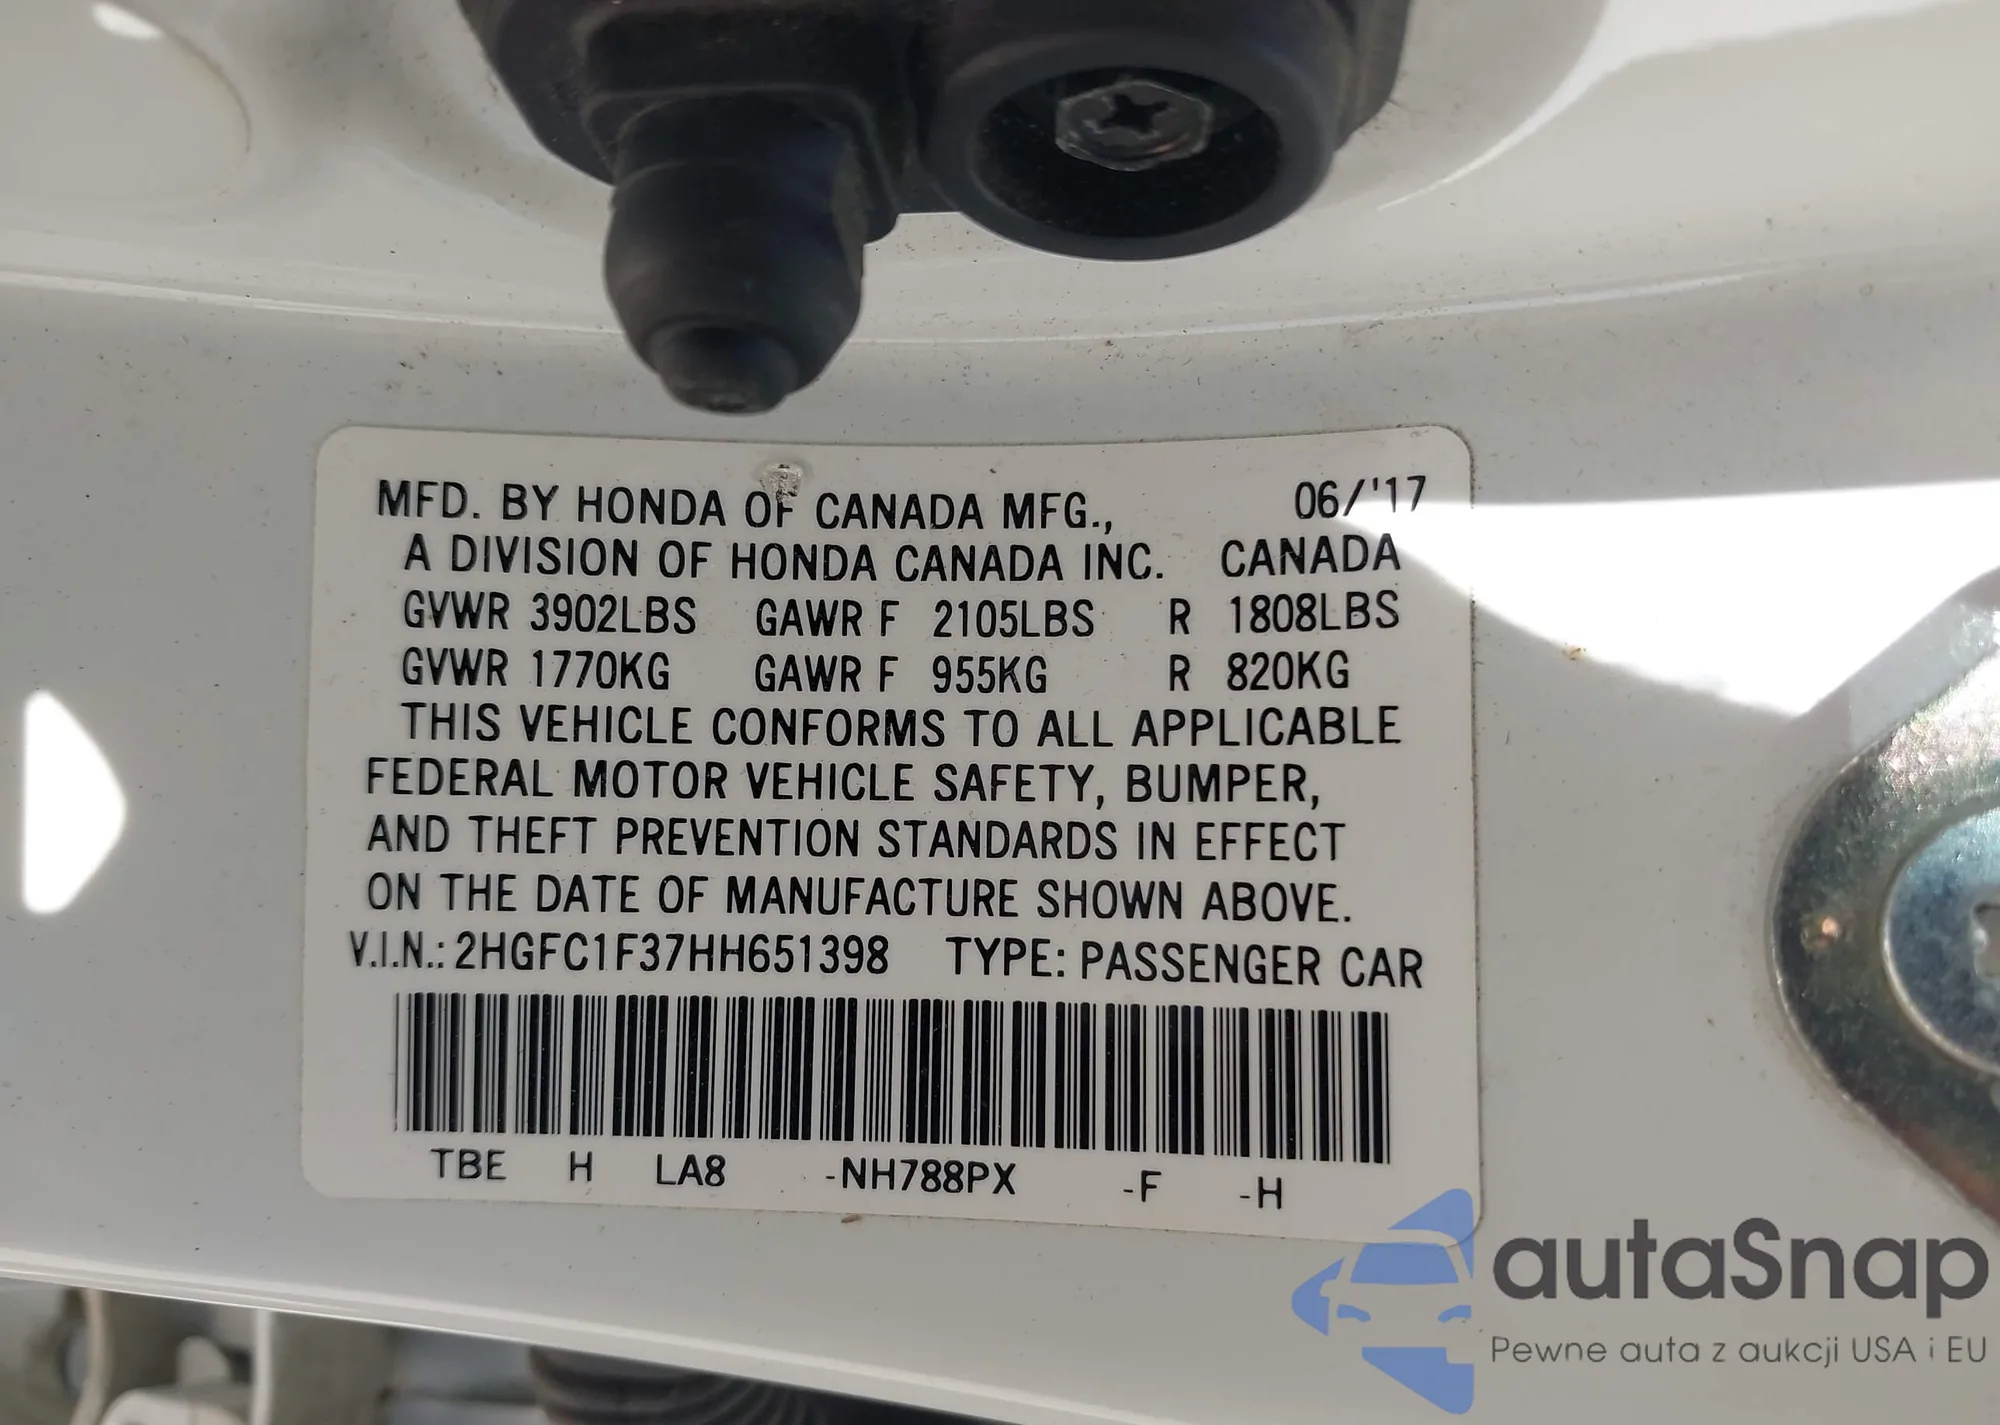 MFD. BY HONDA OF CANADA MFG., 06/'17
A DIVISION OF HONDA CANADA INC. CANADA
GVWR 3902LBS GAWR F 2105LBS R 1808LBS
GVWR 1770KG GAWR F 955KG R 820KG
THIS VEHICLE CONFORMS TO ALL APPLICABLE
FEDERAL MOTOR VEHICLE SAFETY, BUMPER,
AND THEFT PREVENTION STANDARDS IN EFFECT
ON THE DATE OF MANUFACTURE SHOWN ABOVE.
V.I.N.: 2HGFC1F37HH651398 TYPE: PASSENGER CAR
TBE H LA8 -NH788PX -F -H
autaSnap
Pewne auta z aukcji USA i EU